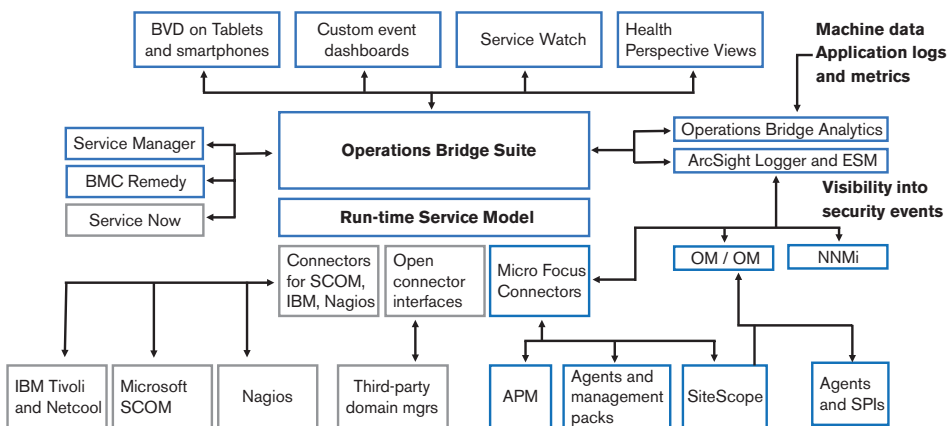 BVD on Tablets
and smartphones
Custom event
dashboards
Service Watch
Health
Perspective Views
Machine data
Application logs
and metrics
Service Manager
BMC Remedy
Service Now
Operations Bridge Suite
Run-time Service Model
Operations Bridge Analytics
ArcSight Logger and ESM
Visibility into
security events
Connectors
for SCOM,
IBM, Nagios
Open
connector
interfaces
Micro Focus
Connectors
OM / OM
NNMi
IBM Tivoli
and Netcool
Microsoft
SCOM
Nagios
Third-party
domain mgrs
APM
Agents and
management
packs
SiteScope
Agents
and SPIs